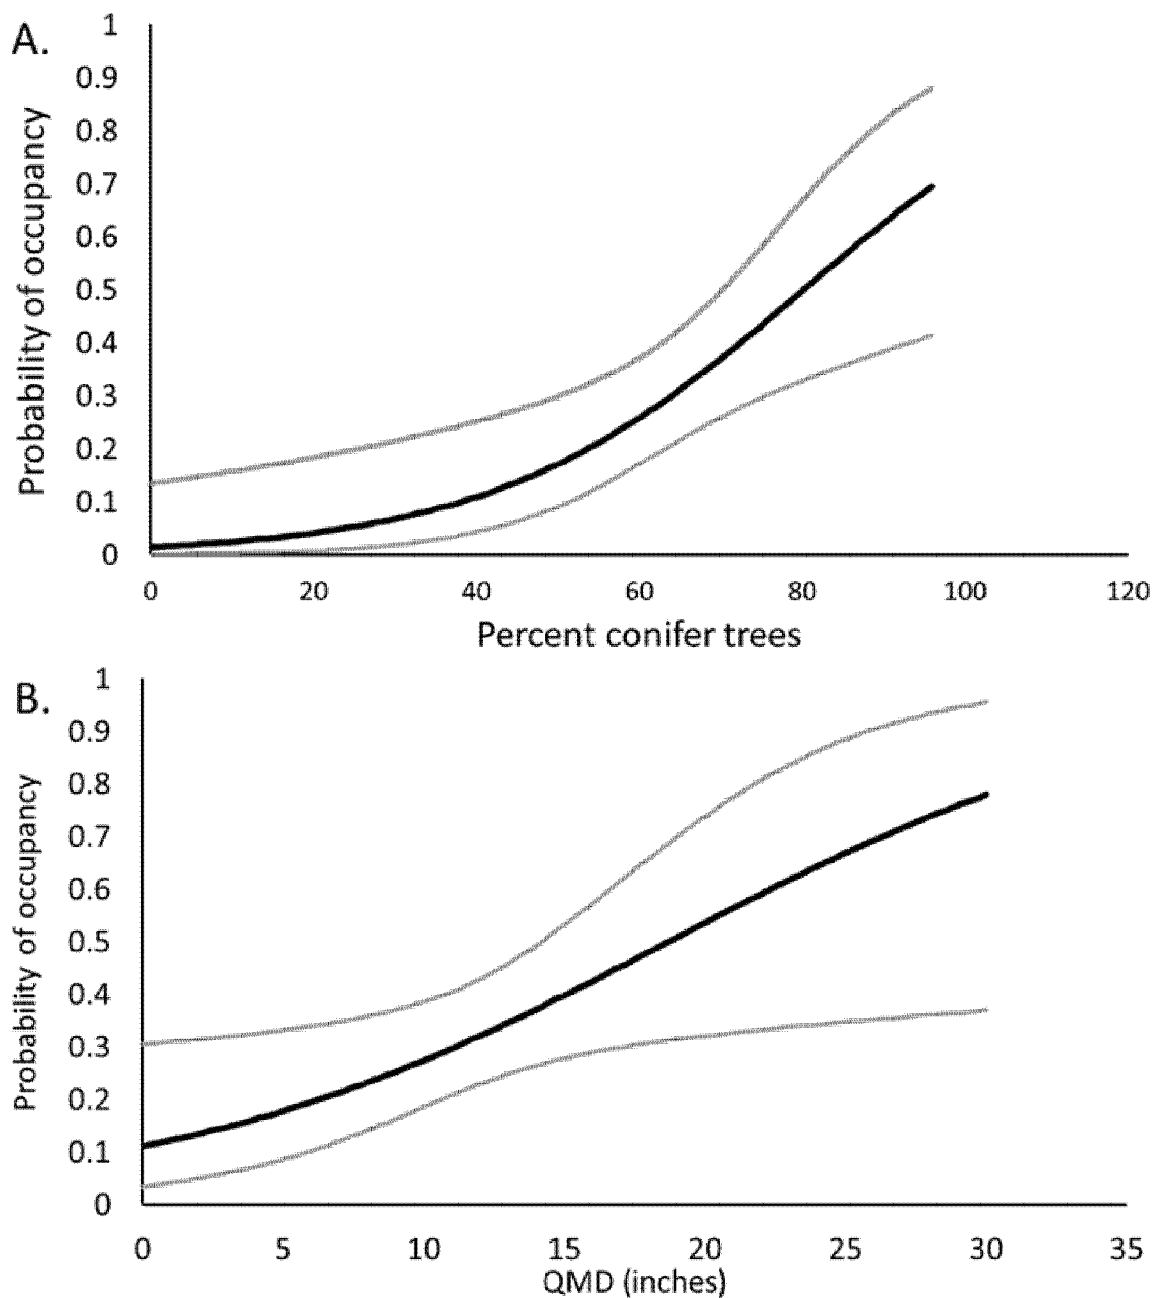 A.
Probability of occupancy
1
0.9
0.8
0.7
0.6
0.5
0.4
0.3
0.2
0.1
0
0 20 40 60 80 100 120
Percent conifer trees
B.
Probability of occupancy
1
0.9
0.8
0.7
0.6
0.5
0.4
0.3
0.2
0.1
0
0 5 10 15 20 25 30 35
QMD (inches)